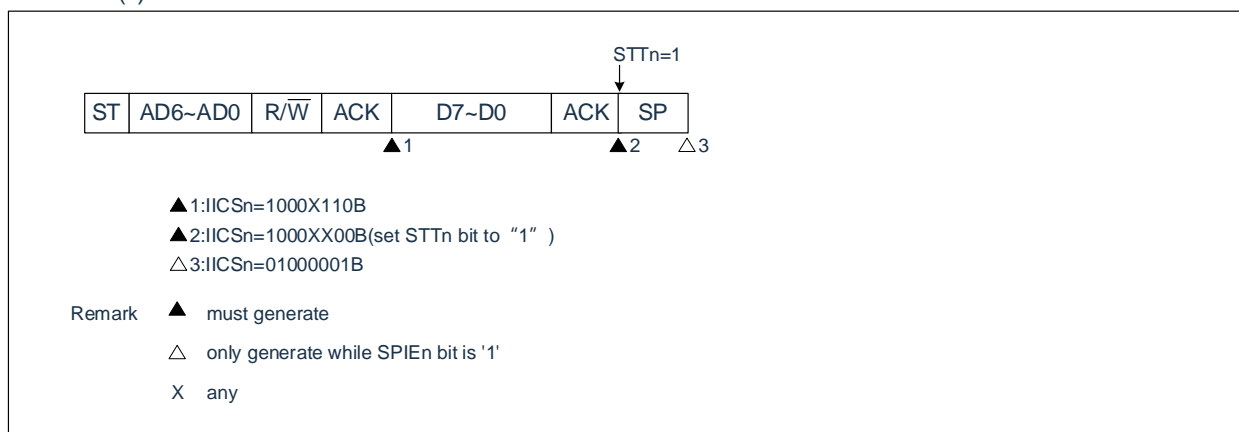 STTn=1
ST AD6~AD0 R/W ACK D7~D0 ACK SP
▲1 ▲2 △3
▲1:IICSn=1000X110B
▲2:IICSn=1000XX00B(set STTn bit to “1” )
△3:IICSn=01000001B
Remark ▲ must generate
△ only generate while SPIEn bit is '1'
X any